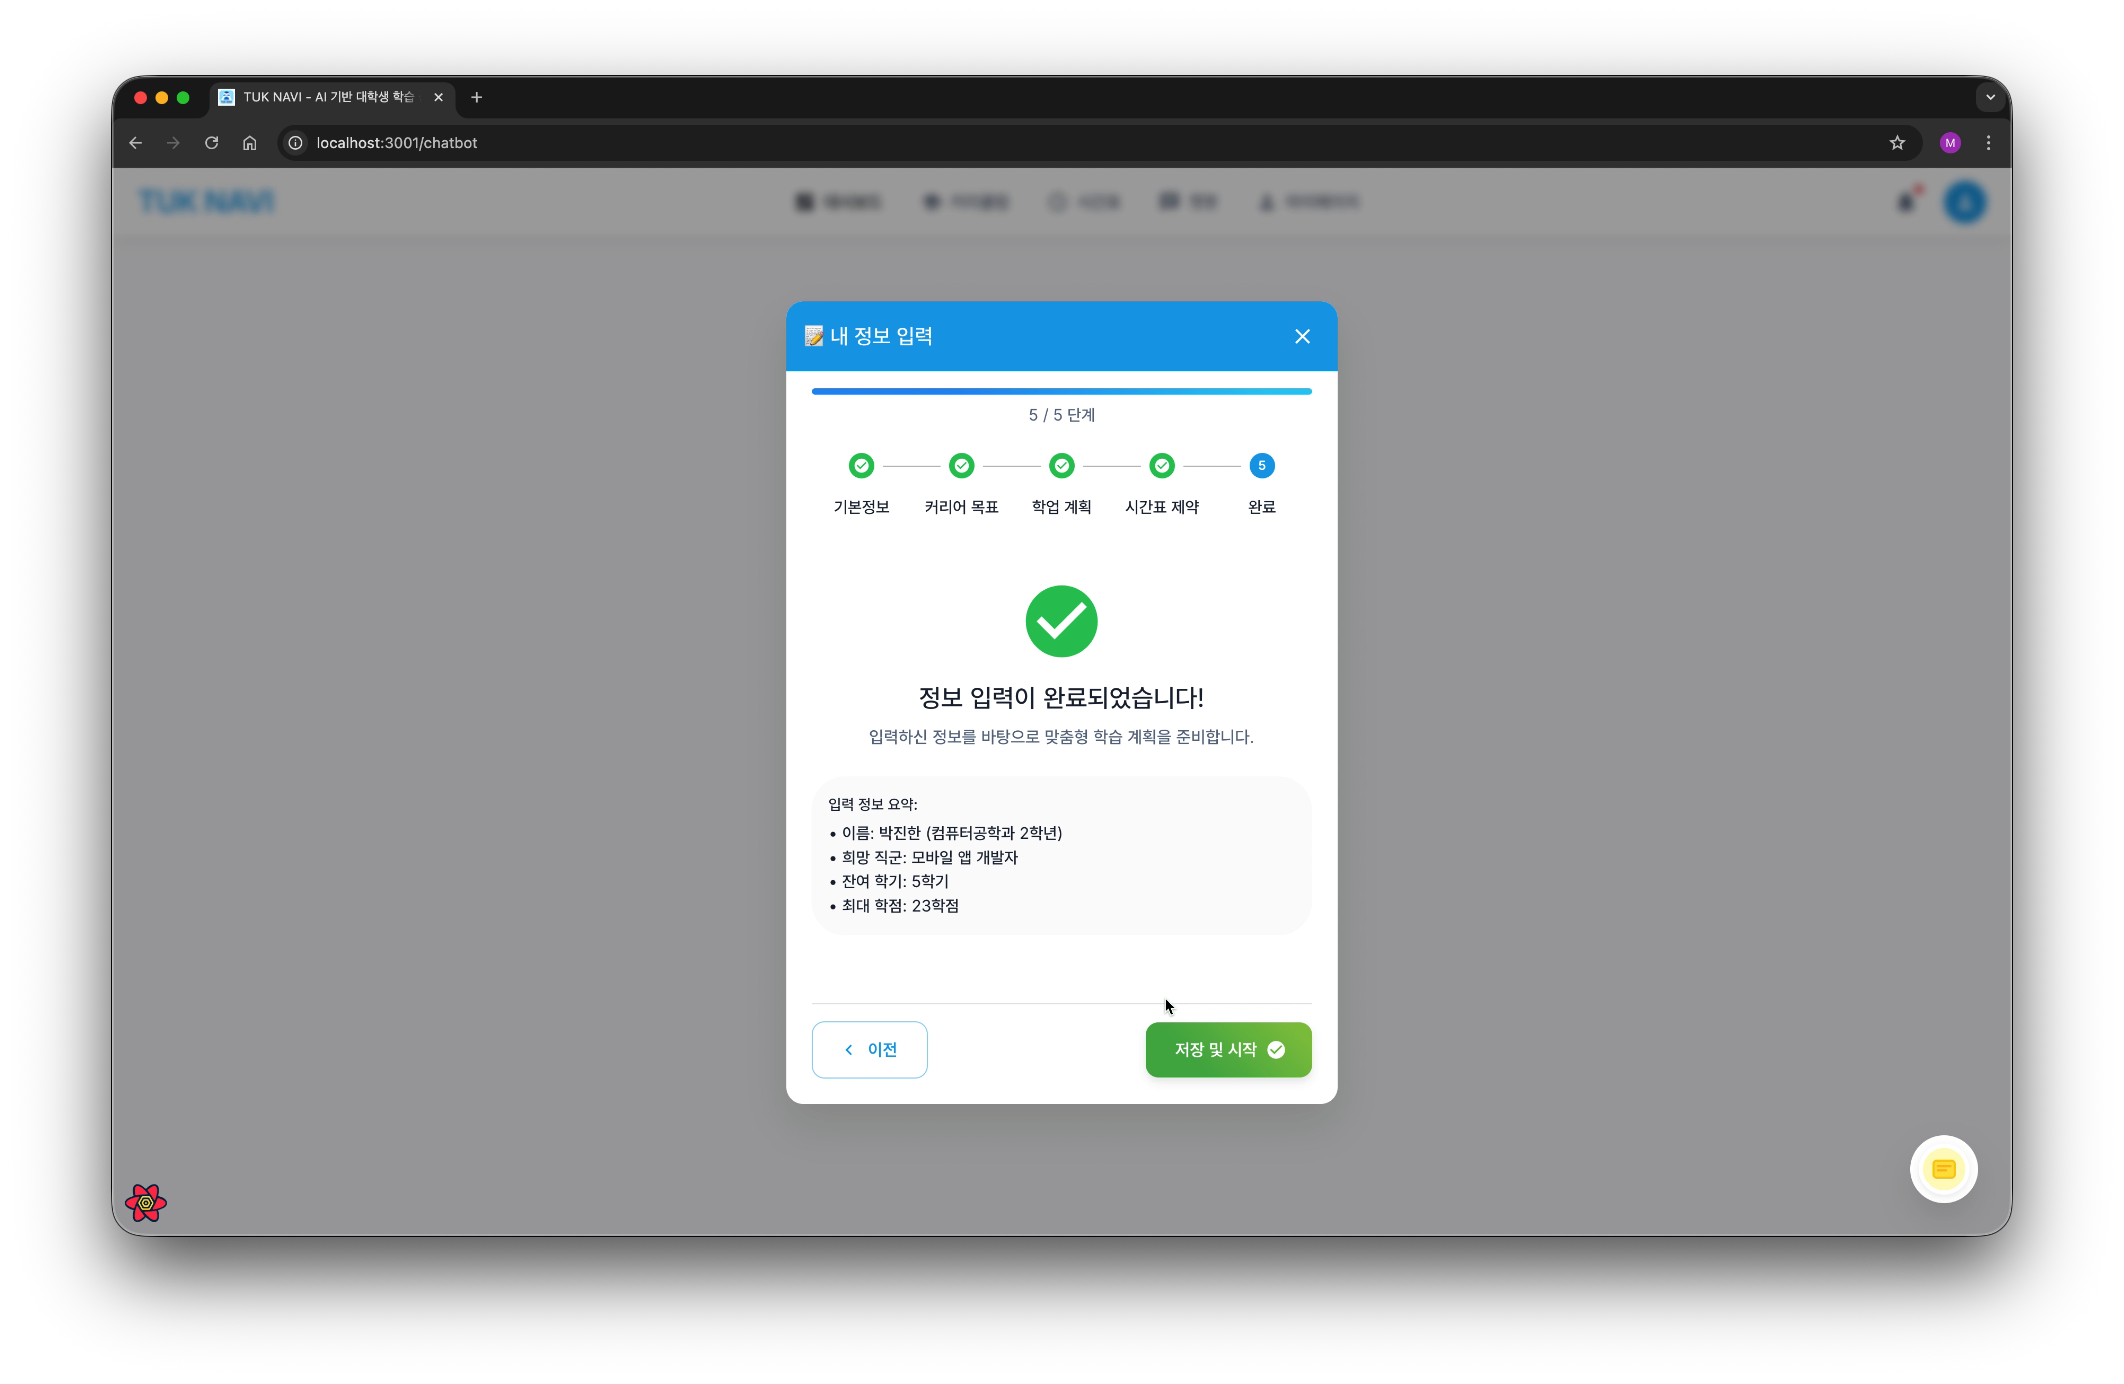 TUK NAVI - AI 기반 대학생 학습
localhost:3001/chatbot
M
TUK NAVI
내 정보 입력
5 / 5 단계
5
기본정보
커리어 목표
학업 계획
시간표 제약
완료
정보 입력이 완료되었습니다!
입력하신 정보를 바탕으로 맞춤형 학습 계획을 준비합니다.
입력 정보 요약:
• 이름: 박진한 (컴퓨터공학과 2학년)
• 희망 직군: 모바일 앱 개발자
• 잔여 학기: 5학기
• 최대 학점: 23학점
이전
저장 및 시작